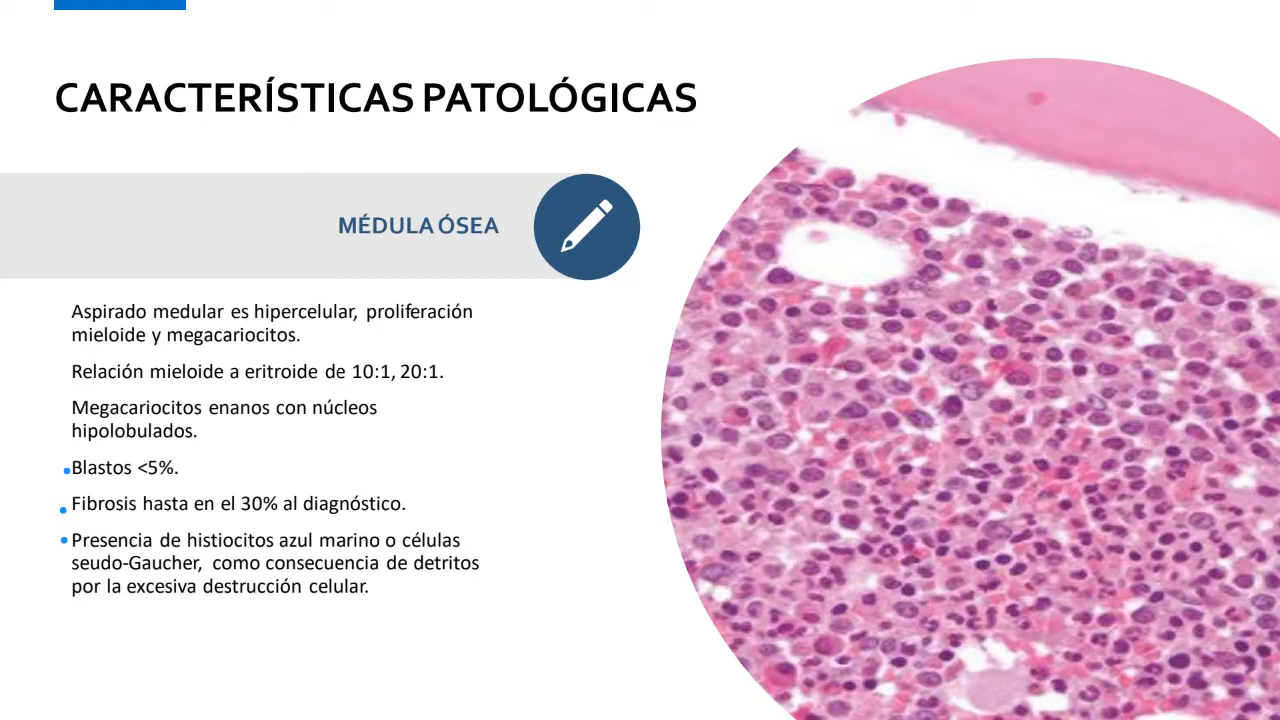 CARACTERÍSTICAS PATOLÓGICAS
MÉDULA ÓSEA
Aspirado medular es hipercelular, proliferación
mieloide y megacariocitos.
Relación mieloide a eritroide de 10:1, 20:1.
Megacariocitos enanos con núcleos
hipolobulados.
•Blastos <5%.
•Fibrosis hasta en el 30% al diagnóstico.
•Presencia de histiocitos azul marino o células
seudo-Gaucher, como consecuencia de detritos
por la excesiva destrucción celular.